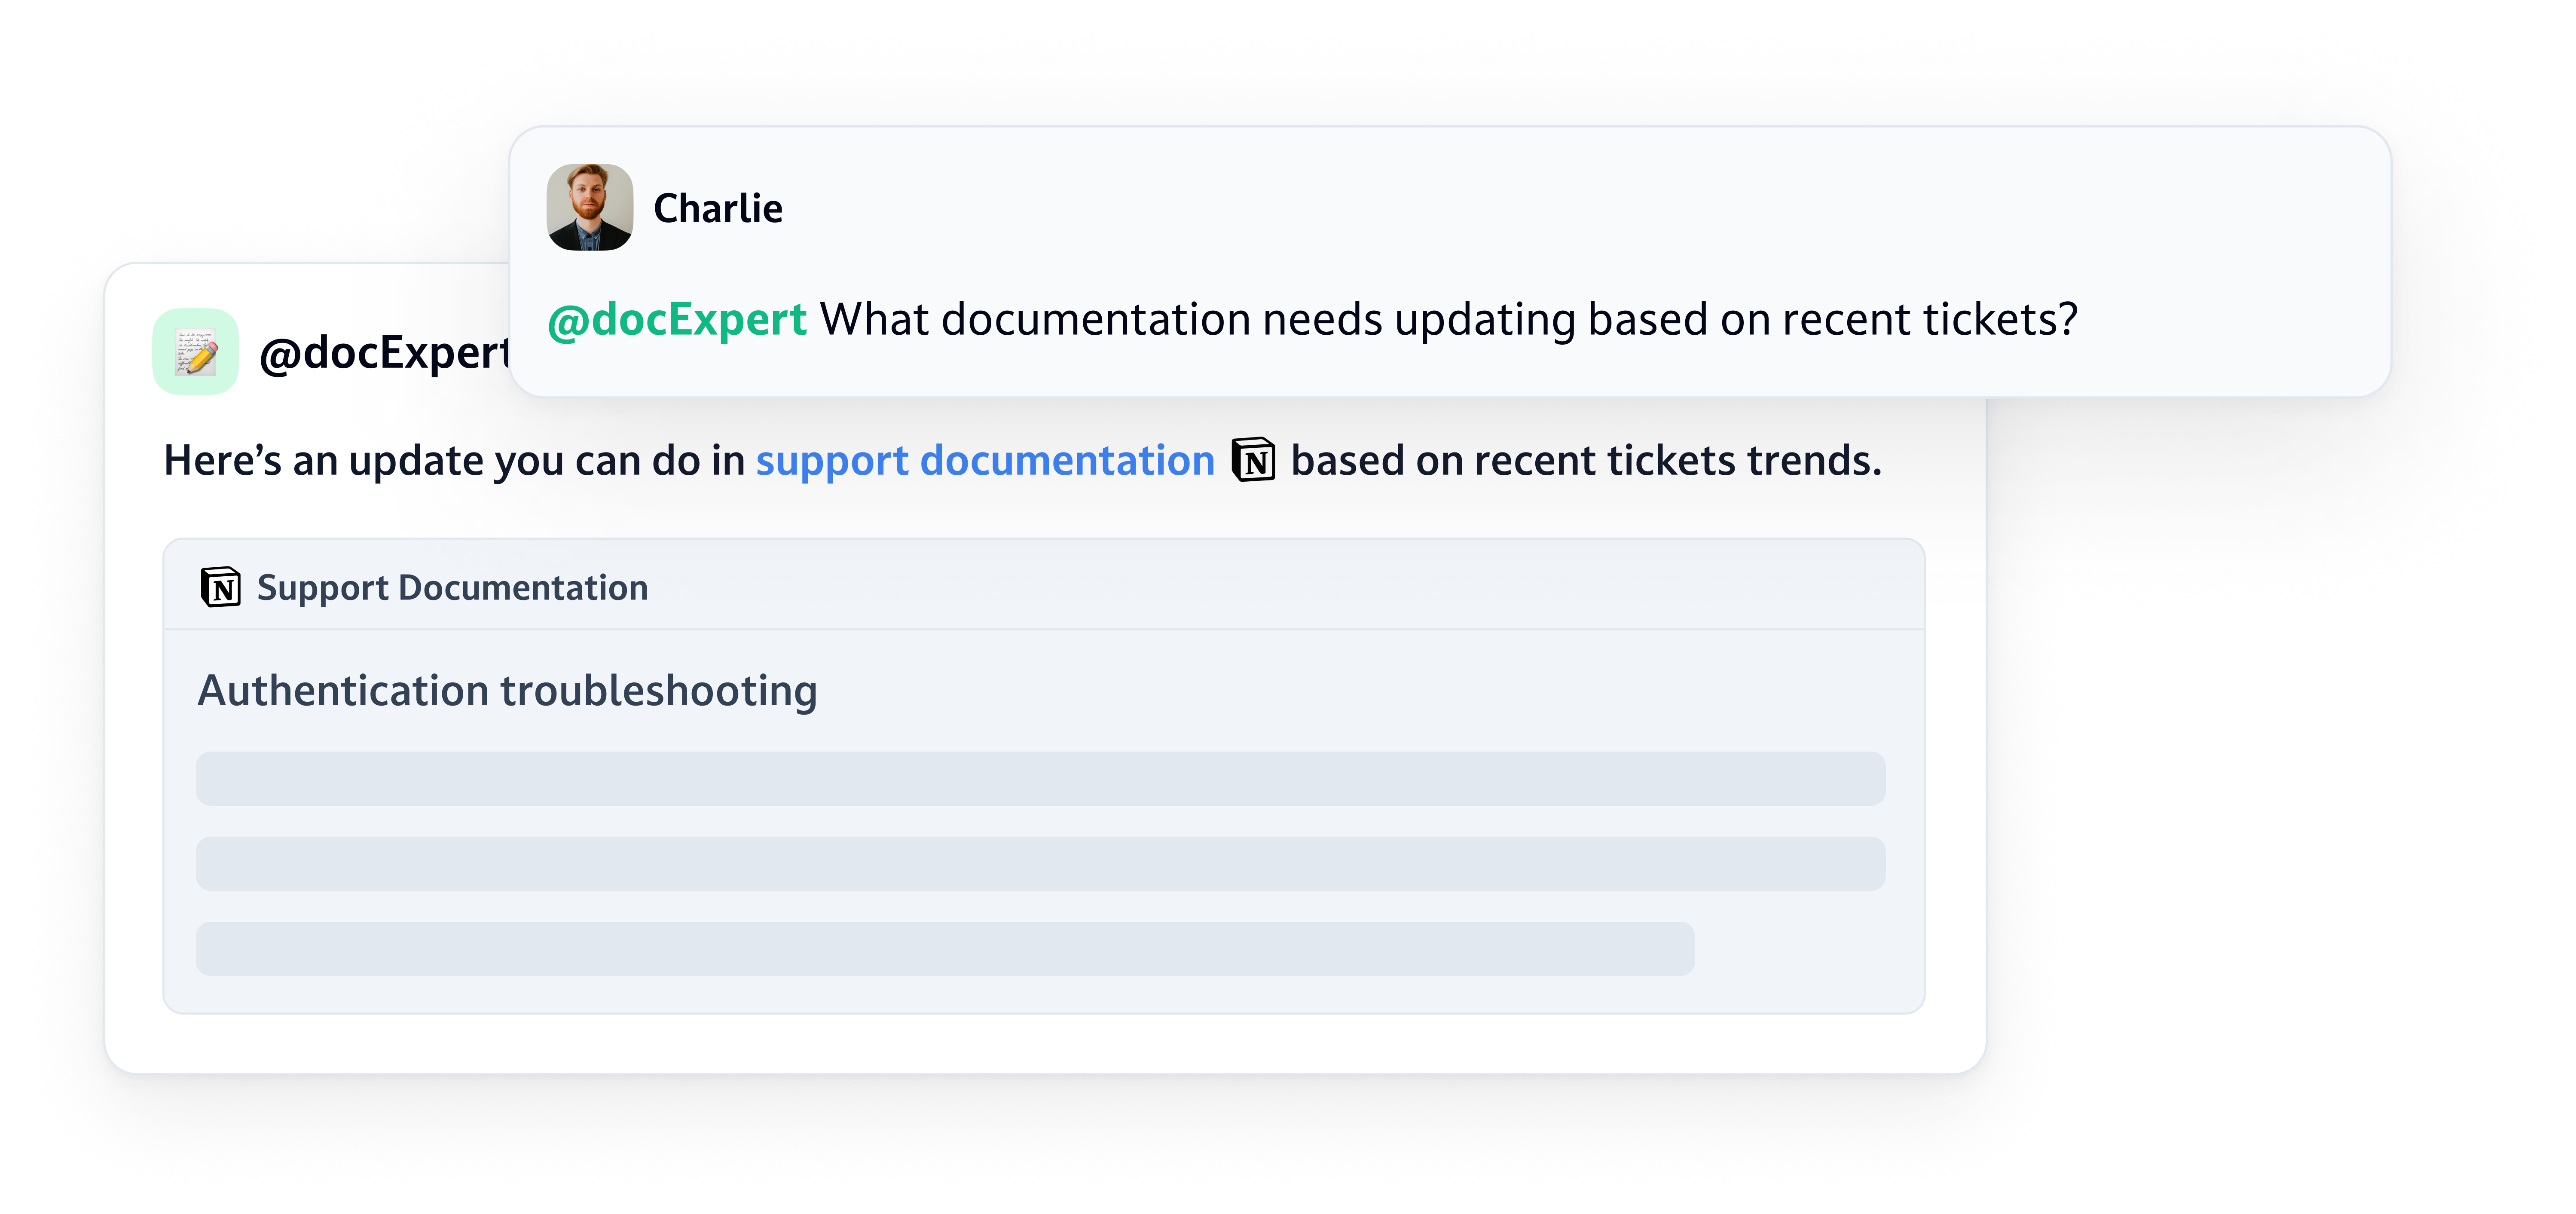 Charlie
@docExpert What documentation needs updating based on recent tickets?
@docExpert
Here’s an update you can do in support documentation based on recent tickets trends.
Support Documentation
Authentication troubleshooting